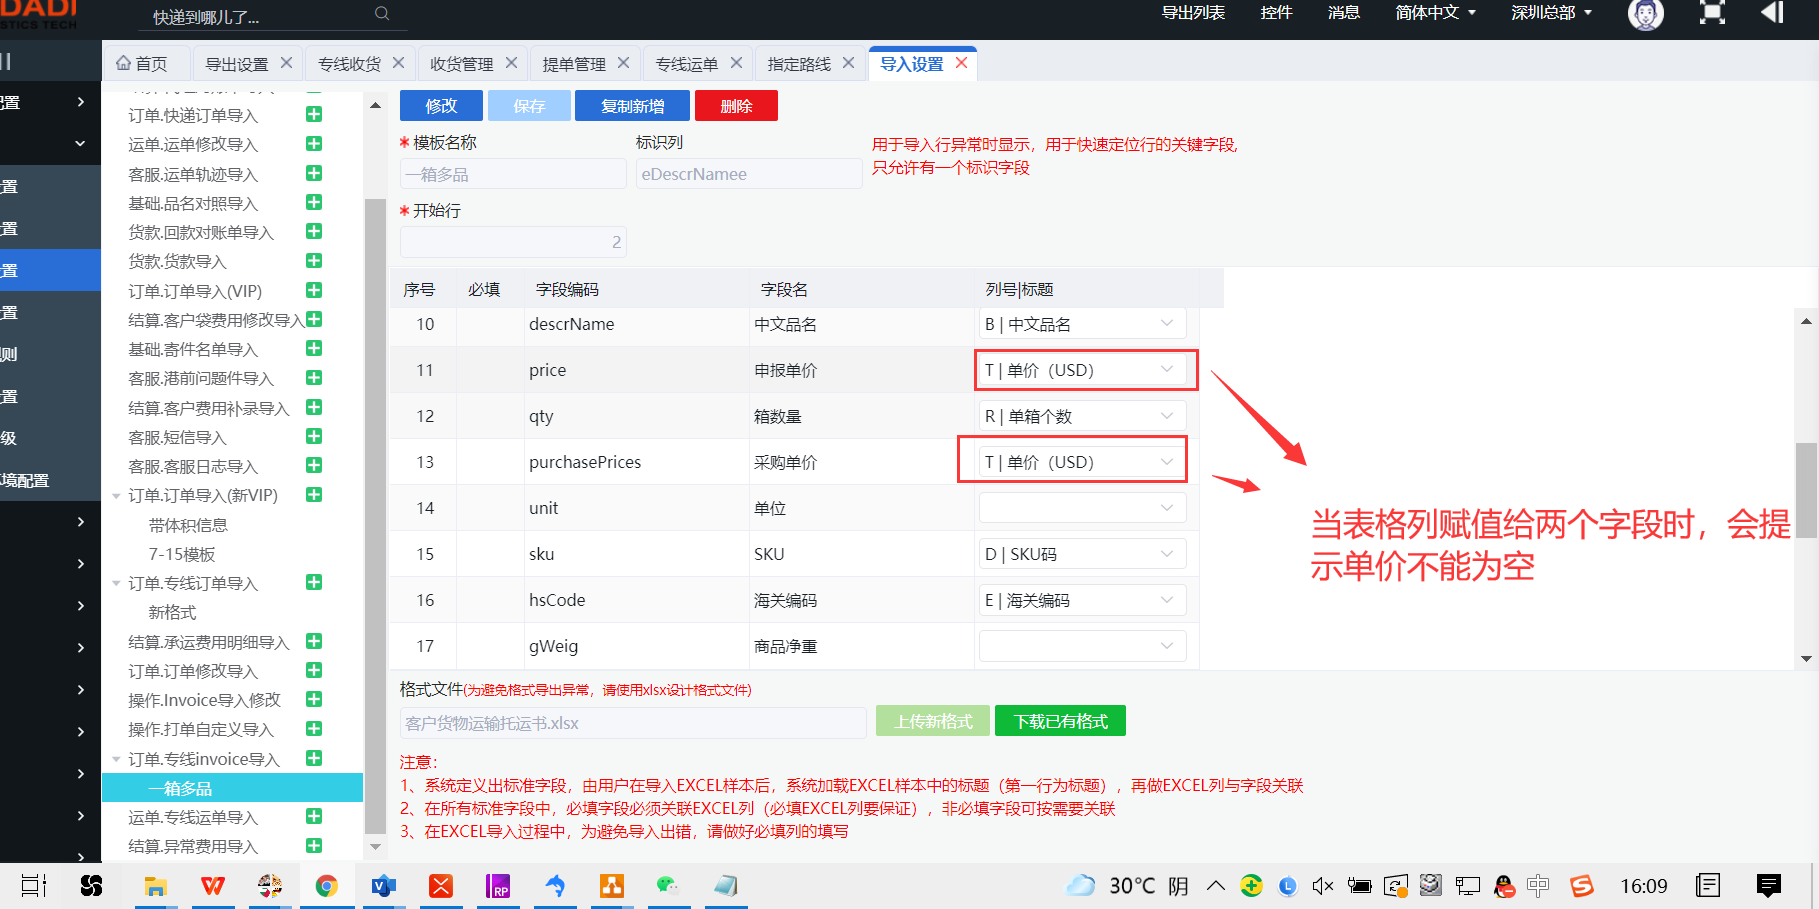 DADI
STICS TECH
快递到哪儿了...
导出列表
控件
消息
简体中文
深圳总部
首页
导出设置
专线收货
收货管理
提单管理
专线运单
指定路线
导入设置
配置
置
置
置
置
规则
置
级
环境配置
订单.快递订单导入
运单.运单修改导入
客服.运单轨迹导入
基础.品名对照导入
货款.回款对账单导入
货款.货款导入
订单.订单导入(VIP)
结算.客户袋费用修改导入
基础.寄件名单导入
客服.港前问题件导入
结算.客户费用补录导入
客服.短信导入
客服.客服日志导入
订单.订单导入(新VIP)
带体积信息
7-15模板
订单.专线订单导入
新格式
结算.承运费用明细导入
订单.订单修改导入
操作.Invoice导入修改
操作.打单自定义导入
订单.专线invoice导入
一箱多品
运单.专线运单导入
结算.异常费用导入
修改
保存
复制新增
删除
*模板名称
标识列
一箱多品
eDescrNamee
用于导入行异常时显示，用于快速定位行的关键字段,
只允许有一个标识字段
*开始行
2
序号 必填 字段编码 字段名 列号|标题
10 descrName 中文品名 B | 中文品名
11 price 申报单价 T | 单价（USD）
12 qty 箱数量 R | 单箱个数
13 purchasePrices 采购单价 T | 单价（USD）
14 unit 单位
15 sku SKU D | SKU码
16 hsCode 海关编码 E | 海关编码
17 gWeig 商品净重
当表格列赋值给两个字段时，会提
示单价不能为空
格式文件(为避免格式导出异常，请使用xlsx设计格式文件)
客户货物运输托运书.xlsx
上传新格式
下载已有格式
注意:
1、系统定义出标准字段，由用户在导入EXCEL样本后，系统加载EXCEL样本中的标题（第一行为标题），再做EXCEL列与字段关联
2、在所有标准字段中，必填字段必须关联EXCEL列（必填EXCEL列要保证），非必填字段可按需要关联
3、在EXCEL导入过程中，为避免导入出错，请做好必填列的填写
30°C 阴
中
16:09